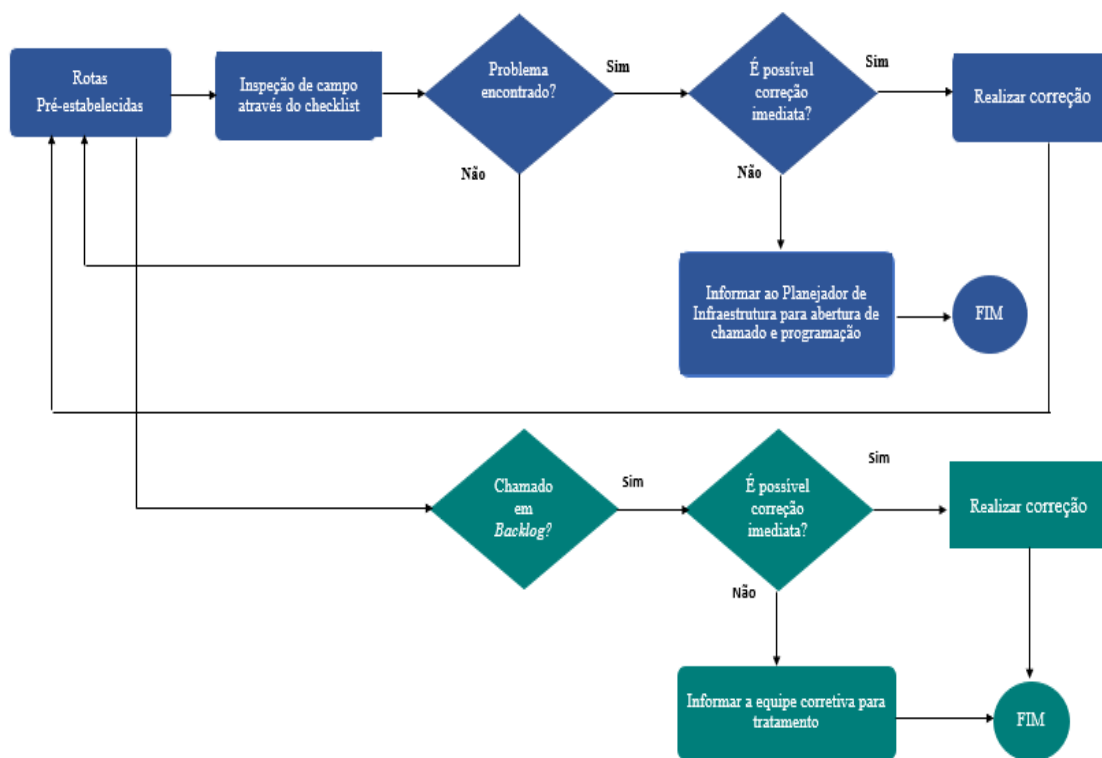 Rotas
Pré-estabelecidas
Inspeção de campo
através do checklist
Problema
encontrado?
Sim
Não
É possível
correção
imediata?
Sim
Não
Realizar correção
Informar ao Planejador de
Infraestrutura para abertura de
chamado e programação
FIM
Chamado
em
Backlog?
Sim
É possível
correção
imediata?
Sim
Não
Realizar correção
Informar a equipe corretiva para
tratamento
FIM